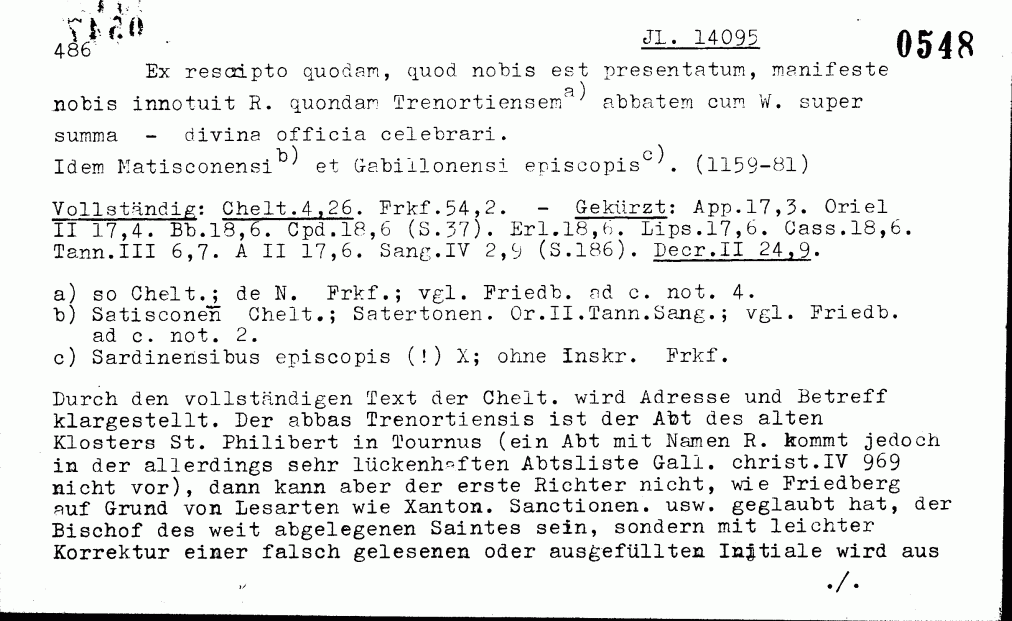 0547
486 JL. 14095 0548
Ex rescripto quodam, quod nobis est presentatum, manifeste
nobis innotuit R. quondam Trenortiensem a) abbatem cum W. super
summa - divina officia celebrari.
Idem Matisconensi b) et Gabillonensi episcopis c). (1159-81)
Vollständig: Chelt.4,26. Frkf.54,2. - Gekürzt: App.17,3. Oriel
II 17,4. Bb.18,6. Cpd.18,6 (S.37). Erl.18,6. Lips.17,6. Cass.18,6.
Tann.III 6,7. A II 17,6. Sang.IV 2,9 (S.186). Decr.II 24,9.
a) so Chelt.; de N. Frkf.; vgl. Friedb. ad c. not. 4.
b) Satisconen̅ Chelt.; Satertonen. Or.II.Tann.Sang.; vgl. Friedb.
ad c. not. 2.
c) Sardinensibus episcopis (!) X; ohne Inskr. Frkf.
Durch den vollständigen Text der Chelt. wird Adresse und Betreff
klargestellt. Der abbas Trenortiensis ist der Abt des alten
Klosters St. Philibert in Tournus (ein Abt mit Namen R. kommt jedoch
in der allerdings sehr lückenhaften Abtsliste Gall. christ.IV 969
nicht vor), dann kann aber der erste Richter nicht, wie Friedberg
auf Grund von Lesarten wie Xanton. Sanctionen. usw. geglaubt hat, der
Bischof des weit abgelegenen Saintes sein, sondern mit leichter
Korrektur einer falsch gelesenen oder ausgefüllten Initiale wird aus
./.